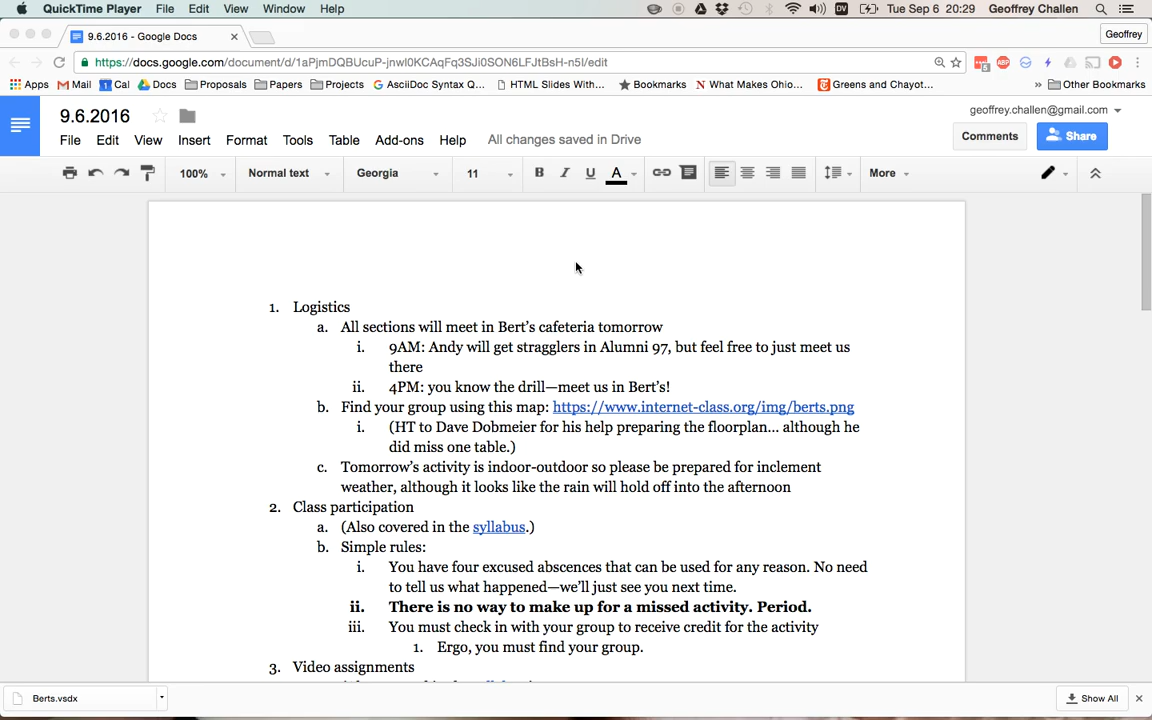 QuickTime Player File Edit View Window Help Tue Sep 6 20:29 Geoffrey Challen
9.6.2016 - Google Docs Geoffrey
https://docs.google.com/document/d/1aPjmDQBUcuP-jnwl0KCAqFq3SJi0SON6LFJtBsH-n5I/edit
Apps Mail Cal Docs Proposals Papers Projects AsciiDoc Syntax Q... HTML Slides With... Bookmarks What Makes Ohio... Greens and Chayot... » Other Bookmarks
9.6.2016 geoffrey.challen@gmail.com
File Edit View Insert Format Tools Table Add-ons Help All changes saved in Drive Comments Share
100% Normal text Georgia 11 B I U A More
1. Logistics
a. All sections will meet in Bert's cafeteria tomorrow
i. 9AM: Andy will get stragglers in Alumni 97, but feel free to just meet us
there
ii. 4PM: you know the drill—meet us in Bert's!
b. Find your group using this map: https://www.internet-class.org/img/berts.png
i. (HT to Dave Dobmeier for his help preparing the floorplan... although he
did miss one table.)
c. Tomorrow's activity is indoor-outdoor so please be prepared for inclement
weather, although it looks like the rain will hold off into the afternoon
2. Class participation
a. (Also covered in the syllabus.)
b. Simple rules:
i. You have four excused abscences that can be used for any reason. No need
to tell us what happened—we'll just see you next time.
ii. There is no way to make up for a missed activity. Period.
iii. You must check in with your group to receive credit for the activity
1. Ergo, you must find your group.
3. Video assignments
Berts.vsdx Show All